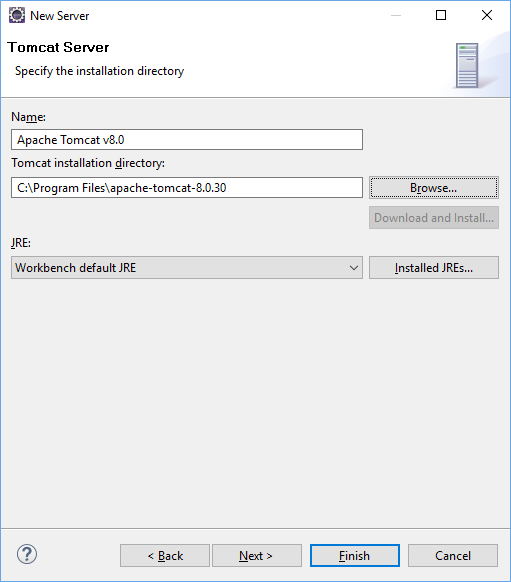 New Server
Tomcat Server
Specify the installation directory
Name:
Apache Tomcat v8.0
Tomcat installation directory:
C:\Program Files\apache-tomcat-8.0.30
Browse...
Download and Install...
JRE:
Workbench default JRE
Installed JREs...
?
< Back
Next >
Finish
Cancel